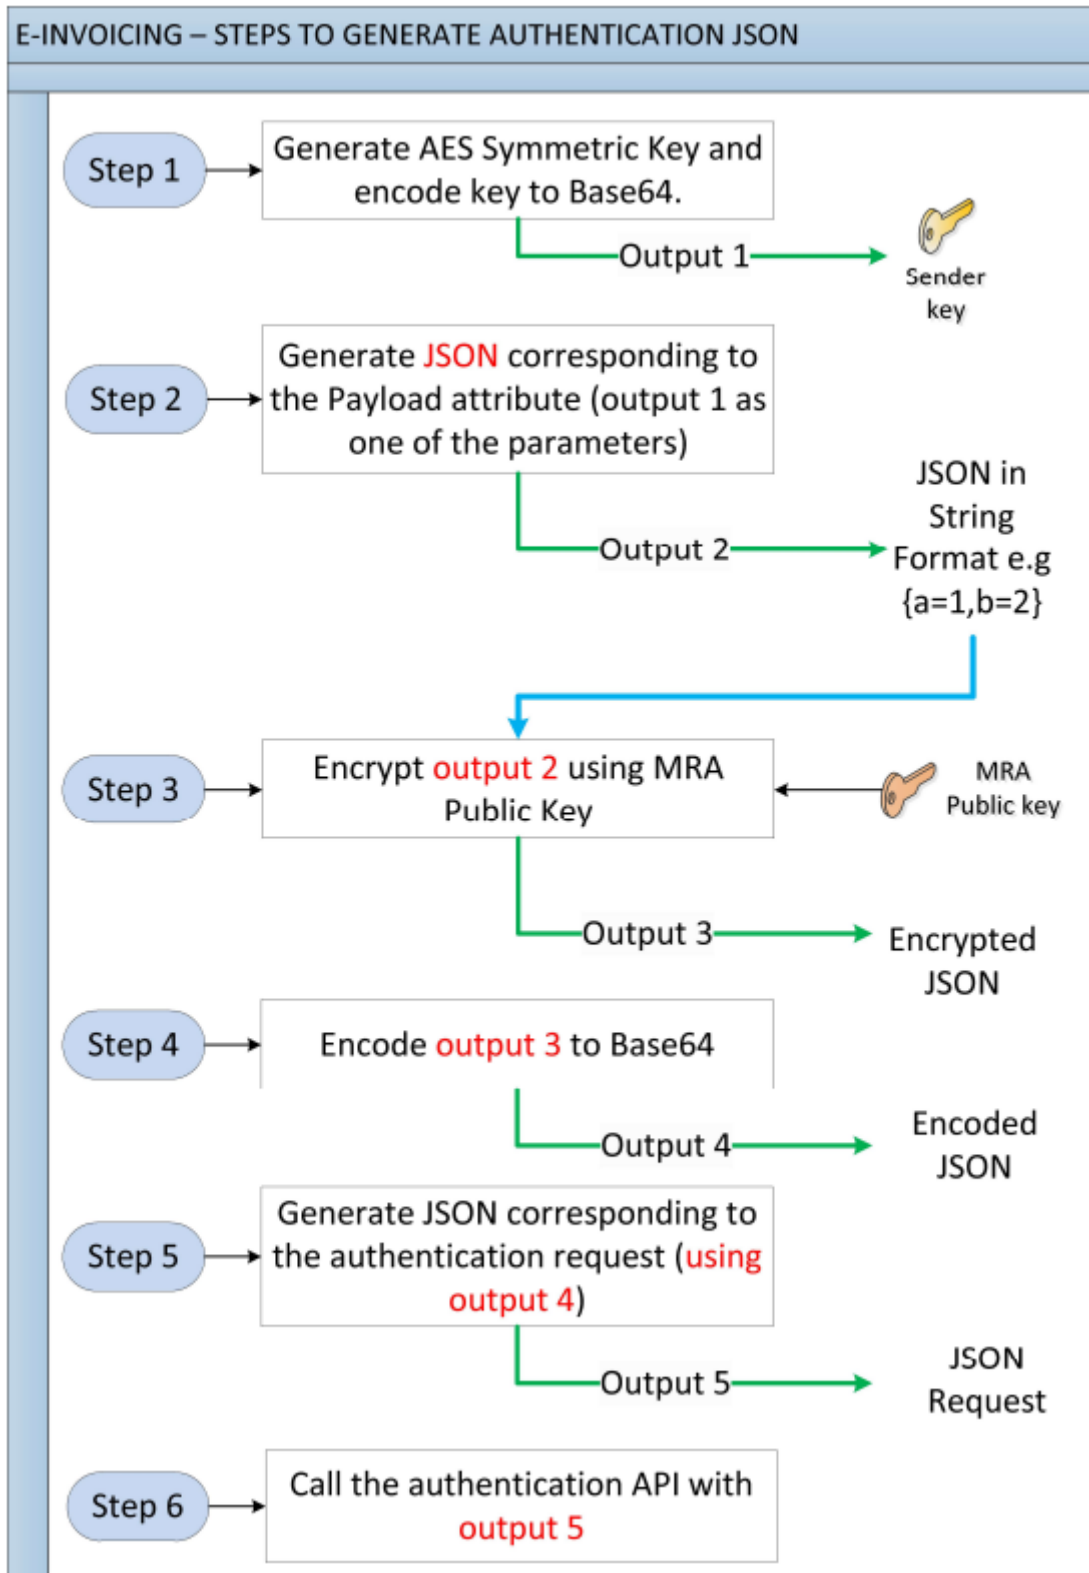 E-INVOICING – STEPS TO GENERATE AUTHENTICATION JSON
Step 1
Generate AES Symmetric Key and
encode key to Base64.
Output 1
Sender
key
Step 2
Generate JSON corresponding to
the Payload attribute (output 1 as
one of the parameters)
Output 2
JSON in
String
Format e.g
{a=1,b=2}
Step 3
Encrypt output 2 using MRA
Public Key
MRA
Public key
Output 3
Encrypted
JSON
Step 4
Encode output 3 to Base64
Output 4
Encoded
JSON
Step 5
Generate JSON corresponding to
the authentication request (using
output 4)
Output 5
JSON
Request
Step 6
Call the authentication API with
output 5